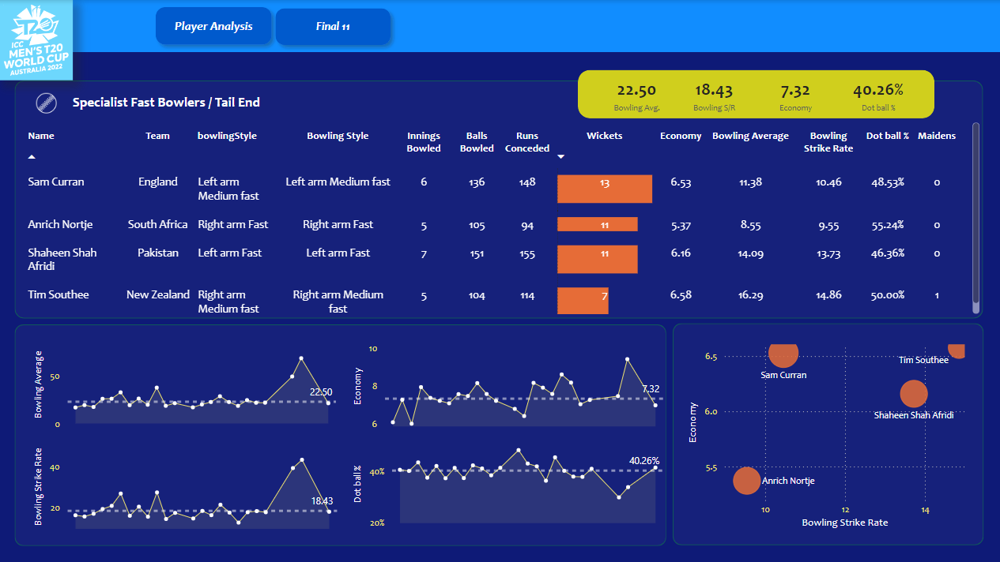 T20
ICC
MEN'S T20
WORLD CUP
AUSTRALIA 2022
Player Analysis
Final 11
Specialist Fast Bowlers / Tail End
22.50 18.43 7.32 40.26%
Bowling Avg. Bowling S/R Economy Dot ball %
Name Team bowlingStyle Bowling Style Innings Bowled Balls Bowled Runs Conceded Wickets Economy Bowling Average Bowling Strike Rate Dot ball % Maidens
Sam Curran England Left arm Medium fast Left arm Medium fast 6 136 148 13 6.53 11.38 10.46 48.53% 0
Anrich Nortje South Africa Right arm Fast Right arm Fast 5 105 94 11 5.37 8.55 9.55 55.24% 0
Shaheen Shah Afridi Pakistan Left arm Fast Left arm Fast 7 151 155 11 6.16 14.09 13.73 46.36% 0
Tim Southee New Zealand Right arm Medium fast Right arm Medium fast 5 104 114 7 6.58 16.29 14.86 50.00% 1
Bowling Average
50
0
22.50
Economy
10
8
6
7.32
Bowling Strike Rate
40
20
18.43
Dot ball %
40%
20%
40.26%
Economy
6.5
6.0
5.5
Sam Curran
Tim Southee
Shaheen Shah Afridi
Anrich Nortje
10 12 14
Bowling Strike Rate